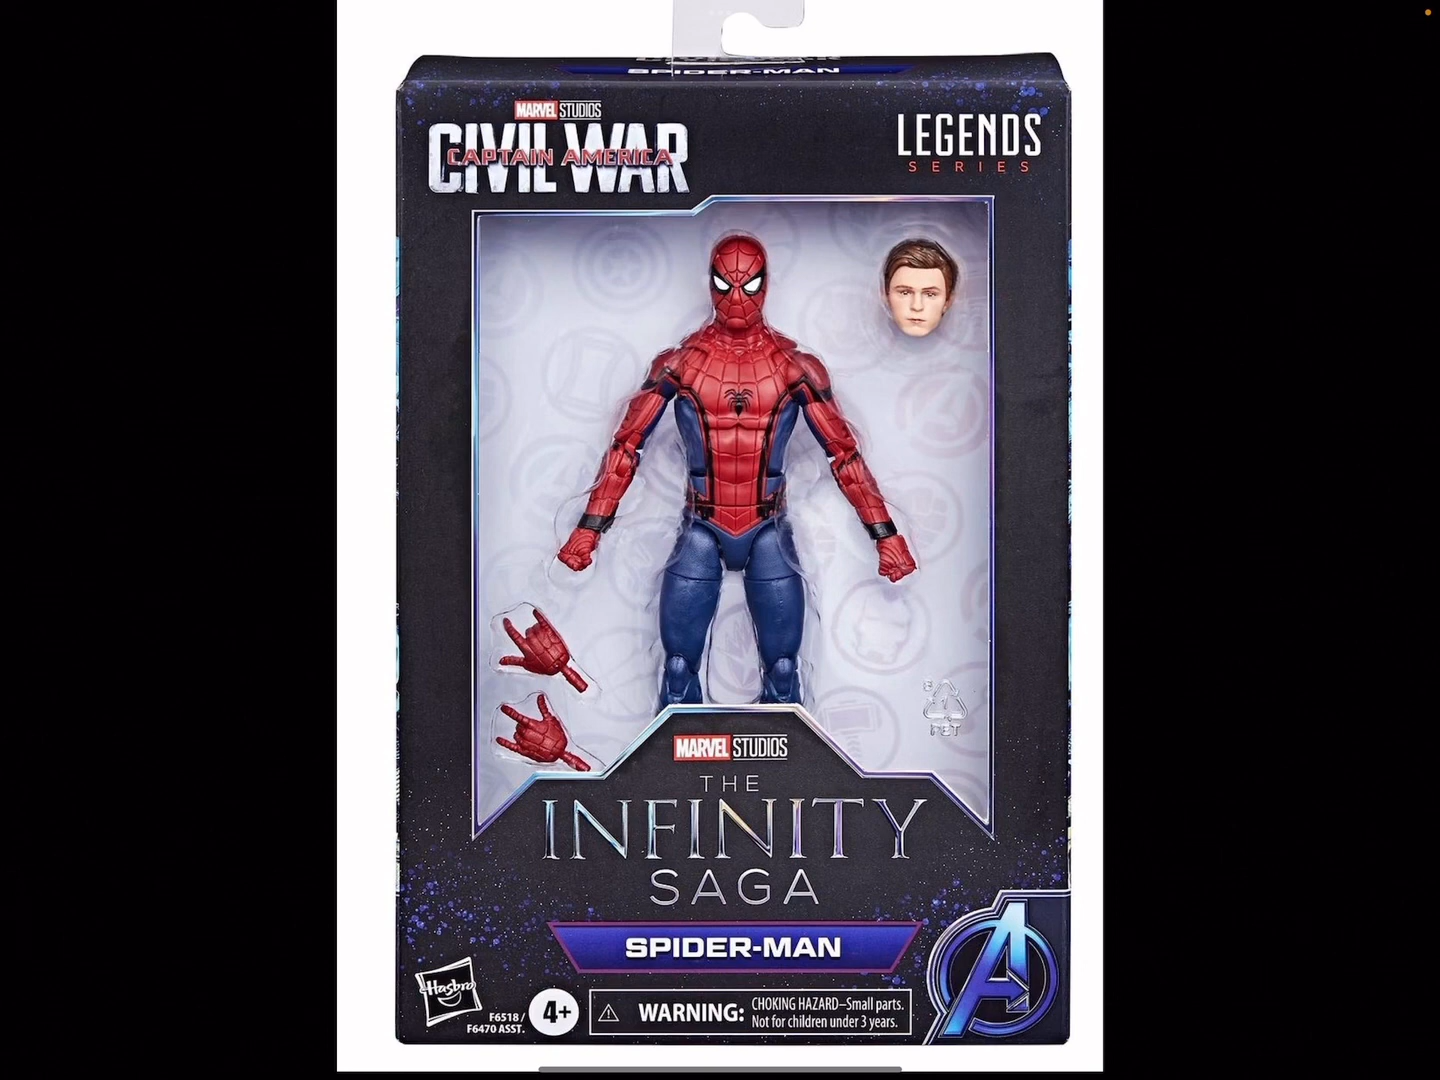 SPIDER-MAN
MARVEL STUDIOS
CIVIL WAR
CAPTAIN AMERICA
LEGENDS
SERIES
1
PET
MARVEL STUDIOS
THE
INFINITY
SAGA
SPIDER-MAN
Hasbro
F6518 /
F6470 ASST.
4+
WARNING:
CHOKING HAZARD–Small parts.
Not for children under 3 years.